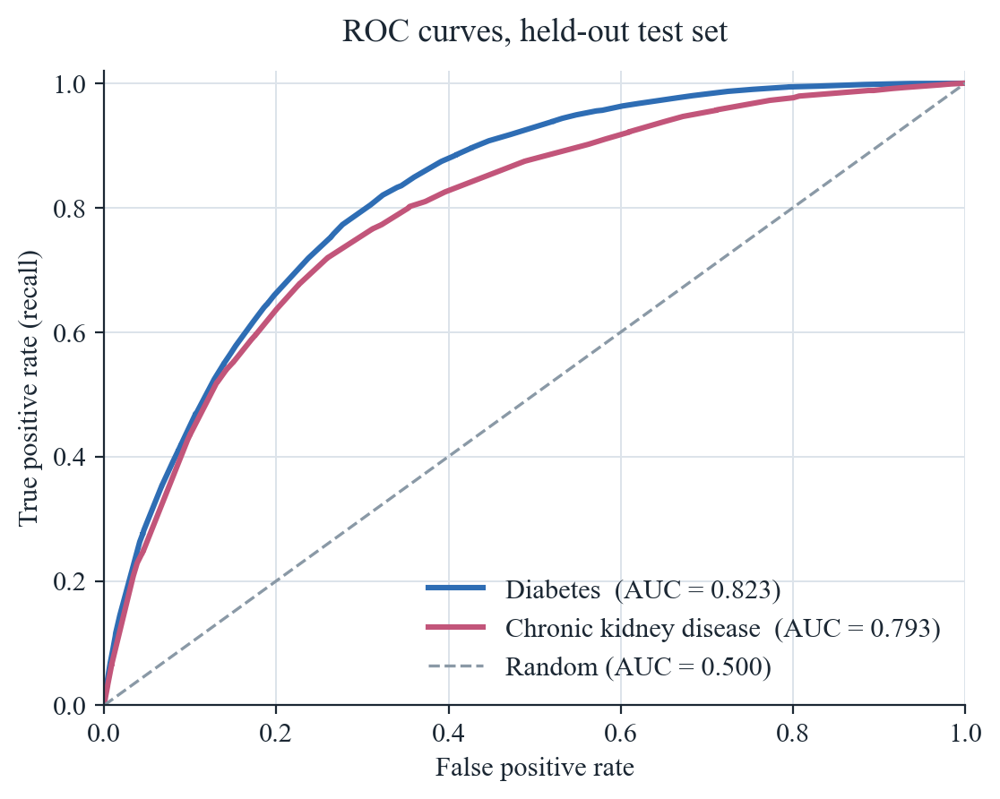 ROC curves, held-out test set
True positive rate (recall)
1.0
0.8
0.6
0.4
0.2
0.0
Diabetes (AUC = 0.823)
Chronic kidney disease (AUC = 0.793)
Random (AUC = 0.500)
0.0 0.2 0.4 0.6 0.8 1.0
False positive rate